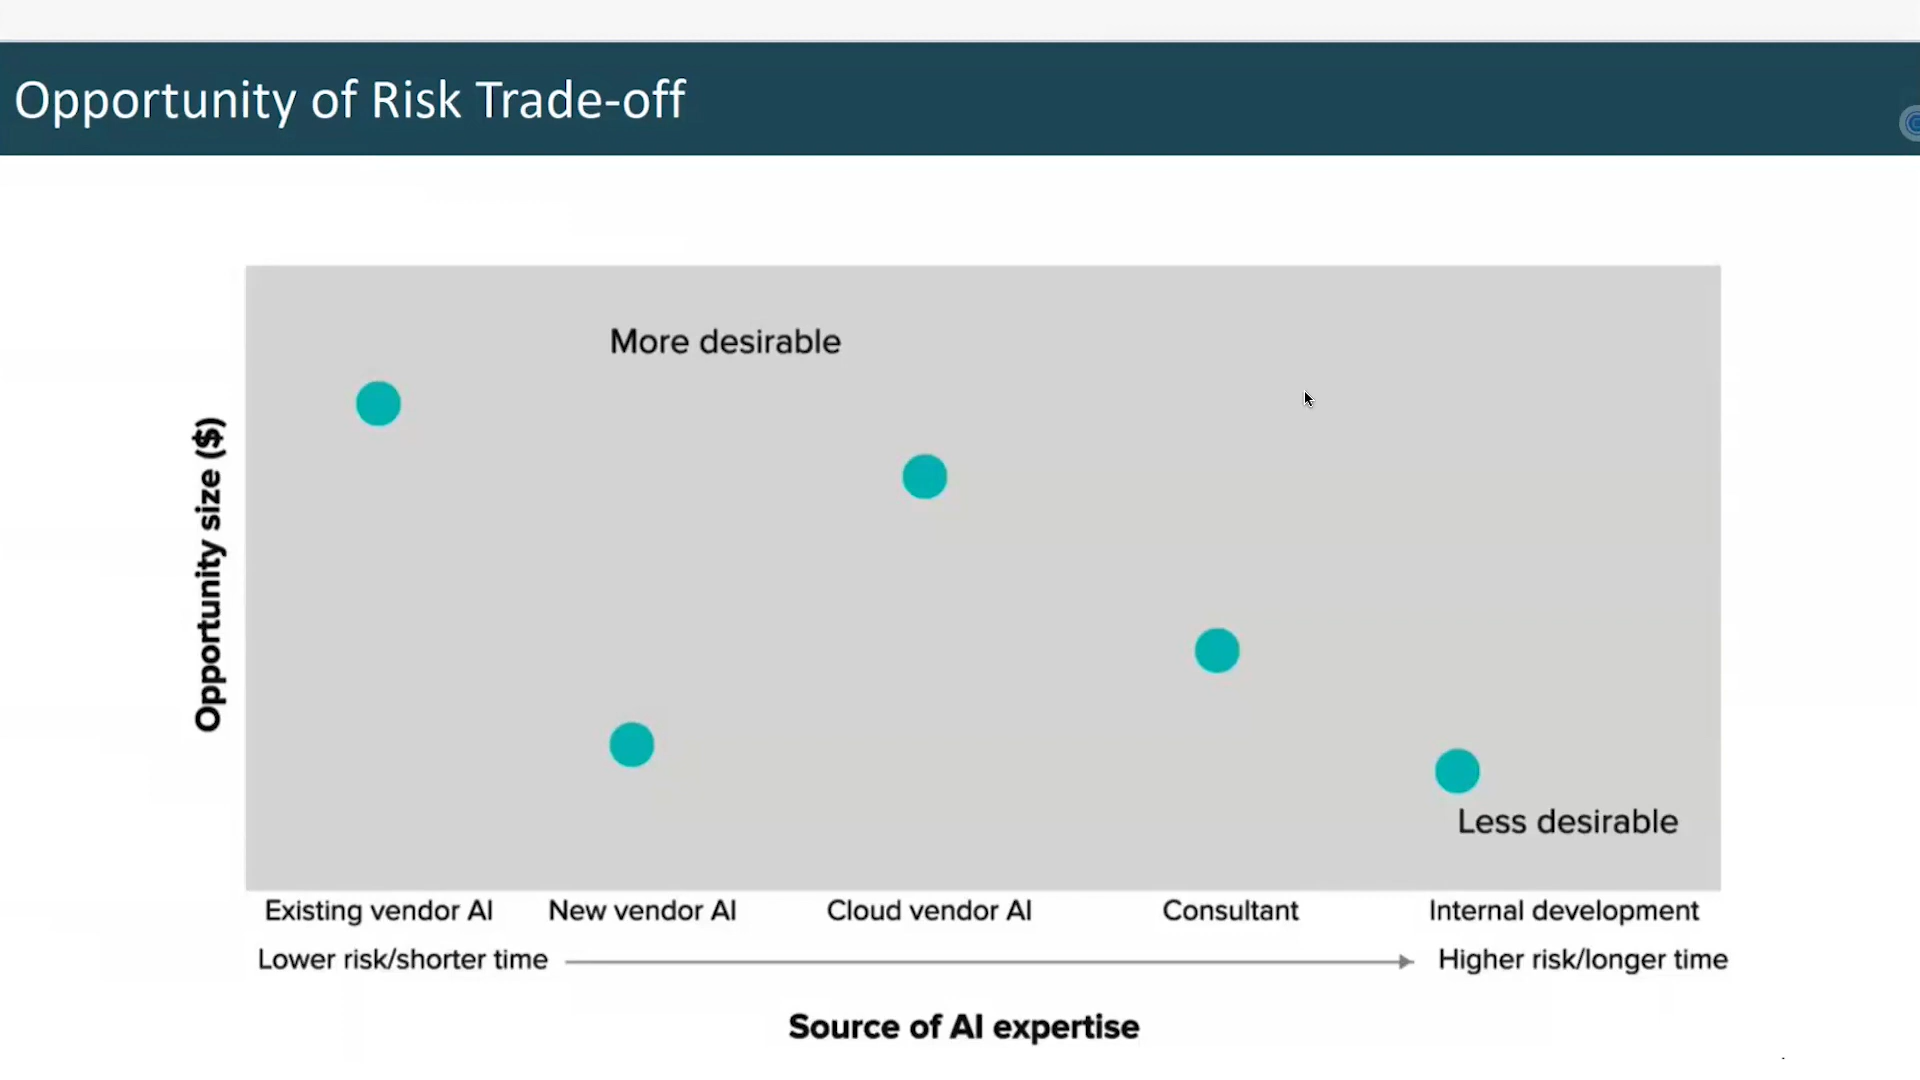 Opportunity of Risk Trade-off
More desirable
Opportunity size ($)
Less desirable
Existing vendor AI
New vendor AI
Cloud vendor AI
Consultant
Internal development
Lower risk/shorter time
Higher risk/longer time
Source of AI expertise